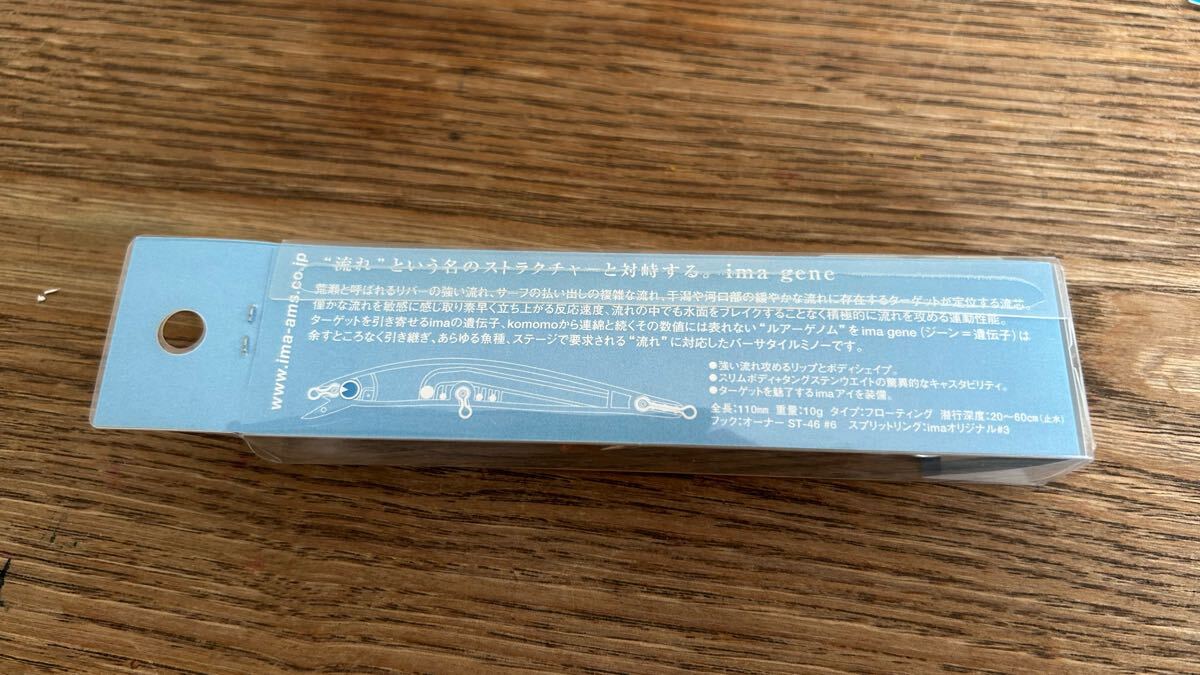 www.ima-ams.co.jp
“流れ”という名のストラクチャーと対峙する。ima gene
荒瀬と呼ばれるリバーの強い流れ、サーフの払い出しの複雑な流れ、干潟や河口部の緩やかな流れに存在するターゲットが定位する流芯。
僅かな流れを敏感に感じ取り素早く立ち上がる反応速度、流れの中でも水面をブレイクすることなく積極的に流れを攻める運動性能。
ターゲットを引き寄せるimaの遺伝子、komomoから連綿と続くその数値には表れない“ルアーゲノム”をima gene（ジーン＝遺伝子）は
余すところなく引き継ぎ、あらゆる魚種、ステージで要求される“流れ”に対応したバーサタイルミノーです。
●強い流れ攻めるリップとボディシェイプ。
●スリムボディ+タングステンウエイトの驚異的なキャスタビリティ。
●ターゲットを魅了するimaアイを装備。
全長:110mm 重量:10g タイプ:フローティング 潜行深度:20〜60cm(止水)
フック:オーナー ST-46 #6 スプリットリング:imaオリジナル#3